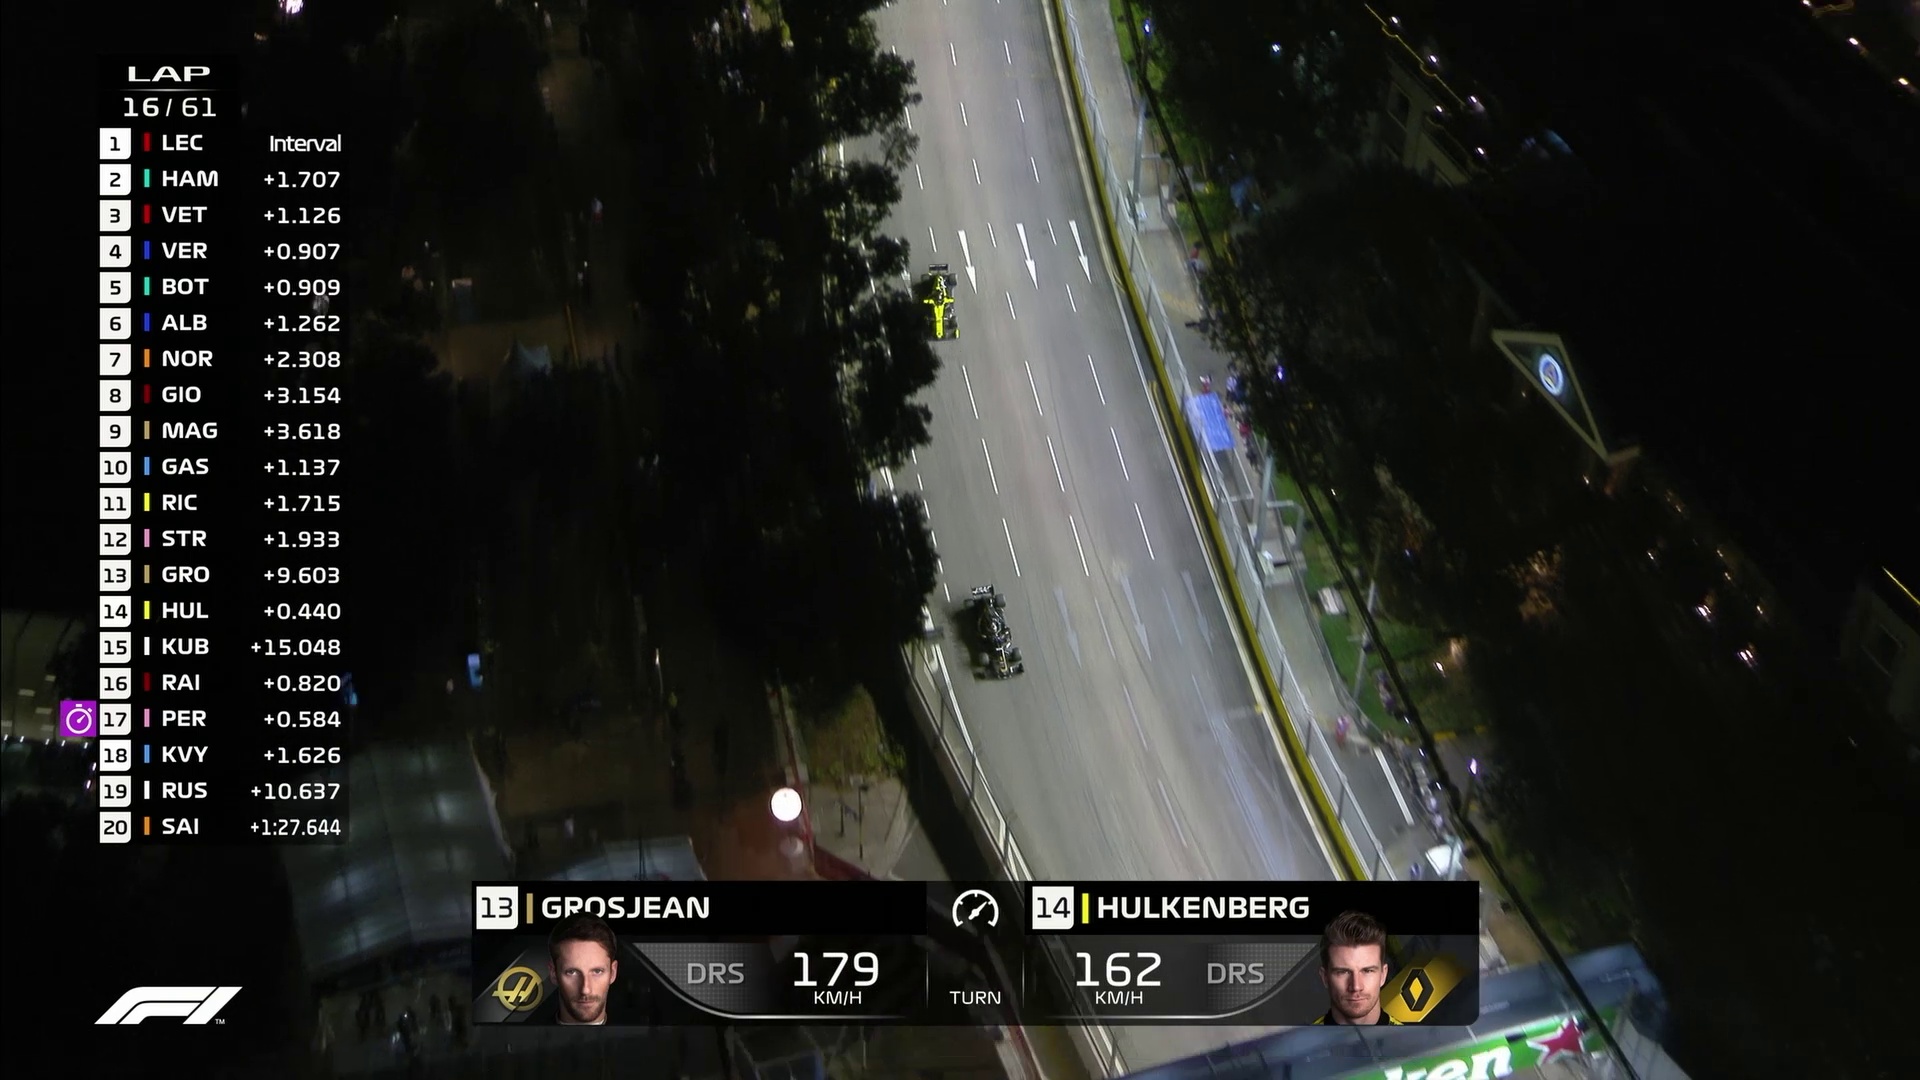 LAP
16/61
1 LEC Interval
2 HAM +1.707
3 VET +1.126
4 VER +0.907
5 BOT +0.909
6 ALB +1.262
7 NOR +2.308
8 GIO +3.154
9 MAG +3.618
10 GAS +1.137
11 RIC +1.715
12 STR +1.933
13 GRO +9.603
14 HUL +0.440
15 KUB +15.048
16 RAI +0.820
17 PER +0.584
18 KVY +1.626
19 RUS +10.637
20 SAI +1:27.644
13 GROSJEAN 14 HULKENBERG
DRS 179 162 DRS
KM/H TURN KM/H
F1 TM
ken